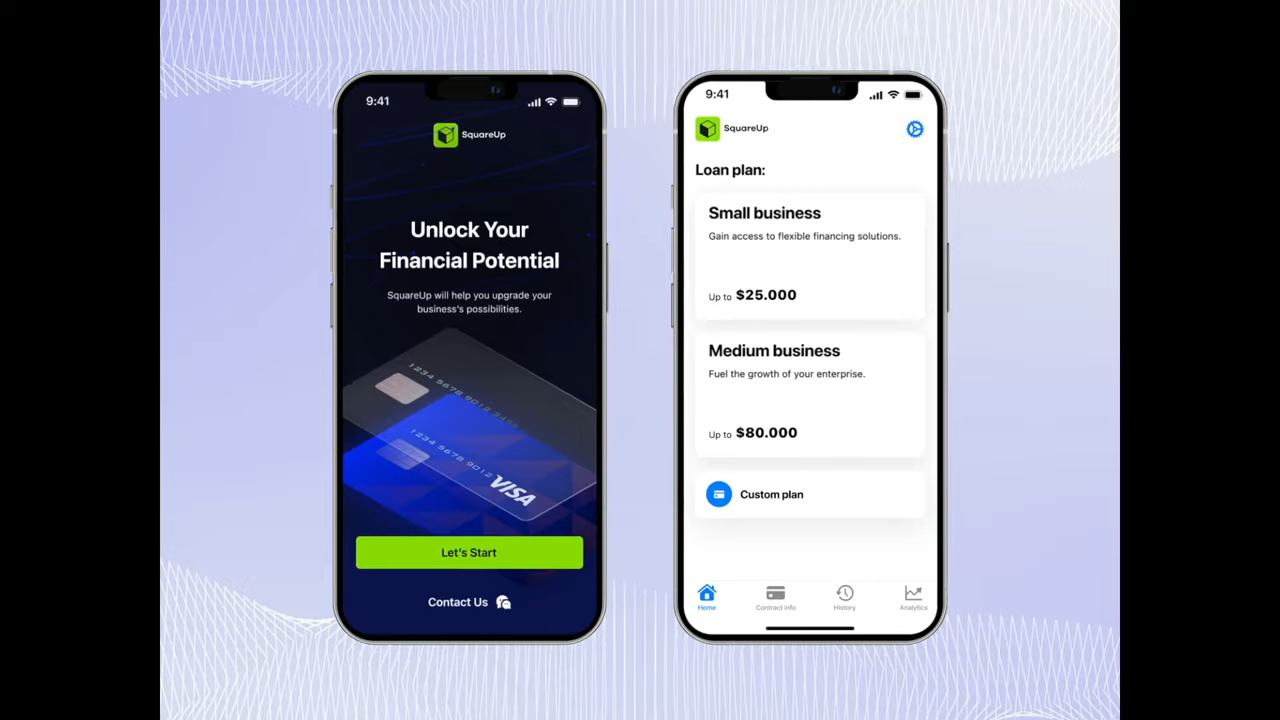 9:41
SquareUp
Unlock Your
Financial Potential
SquareUp will help you upgrade your
business's possibilities.
1234 5678 9012 3456
1234 5678 9012
VISA
Let's Start
Contact Us
9:41
SquareUp
Loan plan:
Small business
Gain access to flexible financing solutions.
Up to $25.000
Medium business
Fuel the growth of your enterprise.
Up to $80.000
Custom plan
Home
Contract info
History
Analytics